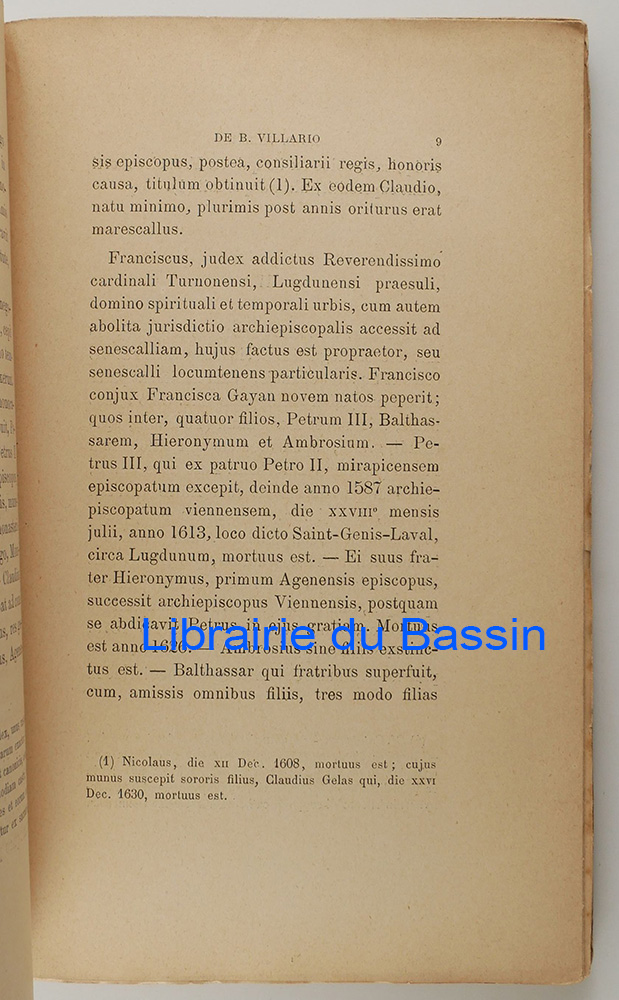 DE B. VILLARIO 9
sis episcopus, postea, consiliarii regis, honoris
causa, titulum obtinuit (1). Ex eodem Claudio,
natu minimo, plurimis post annis oriturus erat
marescallus.
Franciscus, judex addictus Reverendissimo
cardinali Turnonensi, Lugdunensi praesuli,
domino spirituali et temporali urbis, cum autem
abolita jurisdictio archiepiscopalis accessit ad
senescalliam, hujus factus est propraetor, seu
senescalli locumtenens particularis. Francisco
conjux Francisca Gayan novem natos peperit;
quos inter, quatuor filios, Petrum III, Balthas-
sarem, Hieronymum et Ambrosium. — Pe-
trus III, qui ex patruo Petro II, mirapicensem
episcopatum excepit, deinde anno 1587 archie-
piscopatum viennensem, die XXVIIIº mensis
julii, anno 1613, loco dicto Saint-Genis-Laval,
circa Lugdunum, mortuus est. — Ei suus fra-
ter Hieronymus, primum Agenensis episcopus,
successit archiepiscopus Viennensis, postquam
se abdicavit Petrus in ejus gratiam. Mortuus
est anno 1626. — Ambrosius sine filiis exstinc-
tus est. — Balthassar qui fratribus superfuit,
cum, amissis omnibus filiis, tres modo filias
(1) Nicolaus, die XII Dec. 1608, mortuus est; cujus
munus suscepit sororis filius, Claudius Gelas qui, die XXVI
Dec. 1630, mortuus est.
Librairie du Bassin